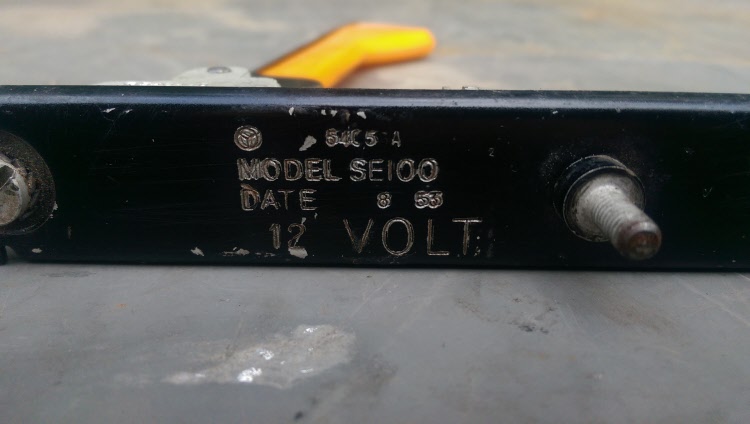 54C5 A
MODEL SE100
DATE 8 53
12 VOLT